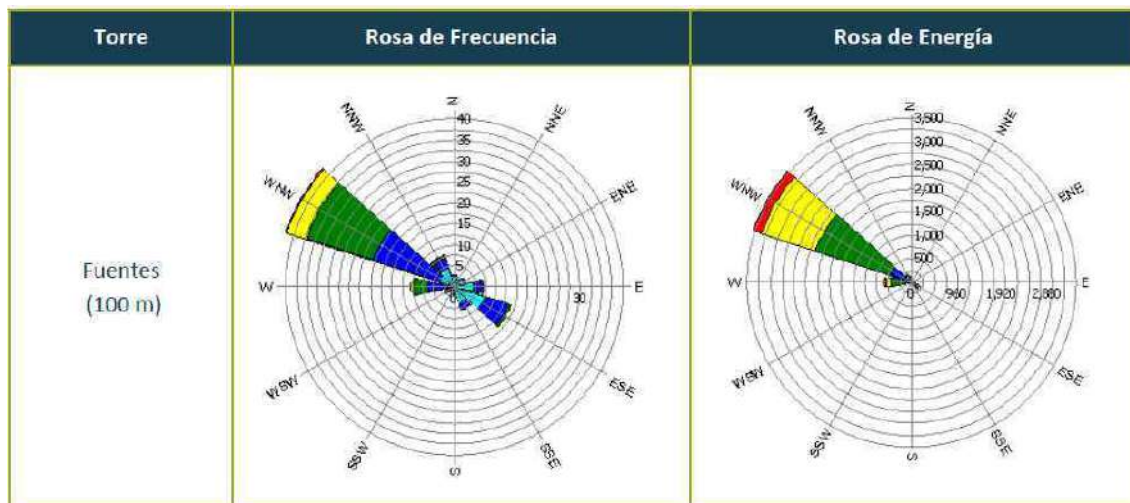 Torre
Rosa de Frecuencia
Rosa de Energía
Fuentes
(100 m)
N
NNE
ENE
E
ESE
SSE
S
SSW
WSW
W
WNW
NNW
40
35
30
25
20
15
10
5
0
30
N
NNE
ENE
E
ESE
SSE
S
SSW
WSW
W
WNW
NNW
3,500
3,000
2,500
2,000
1,500
1,000
500
0
960
1,920